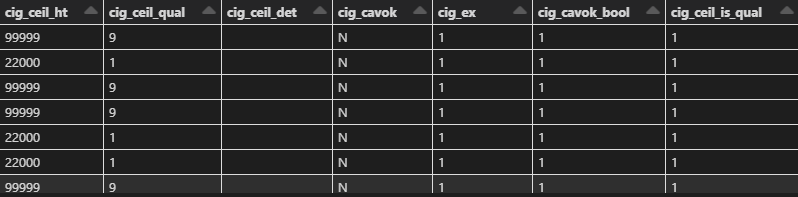 cig_ceil_ht cig_ceil_qual cig_ceil_det cig_cavok cig_ex cig_cavok_bool cig_ceil_is_qual
99999 9 N 1 1 1
22000 1 N 1 1 1
99999 9 N 1 1 1
99999 9 N 1 1 1
22000 1 N 1 1 1
22000 1 N 1 1 1
99999 9 N 1 1 1